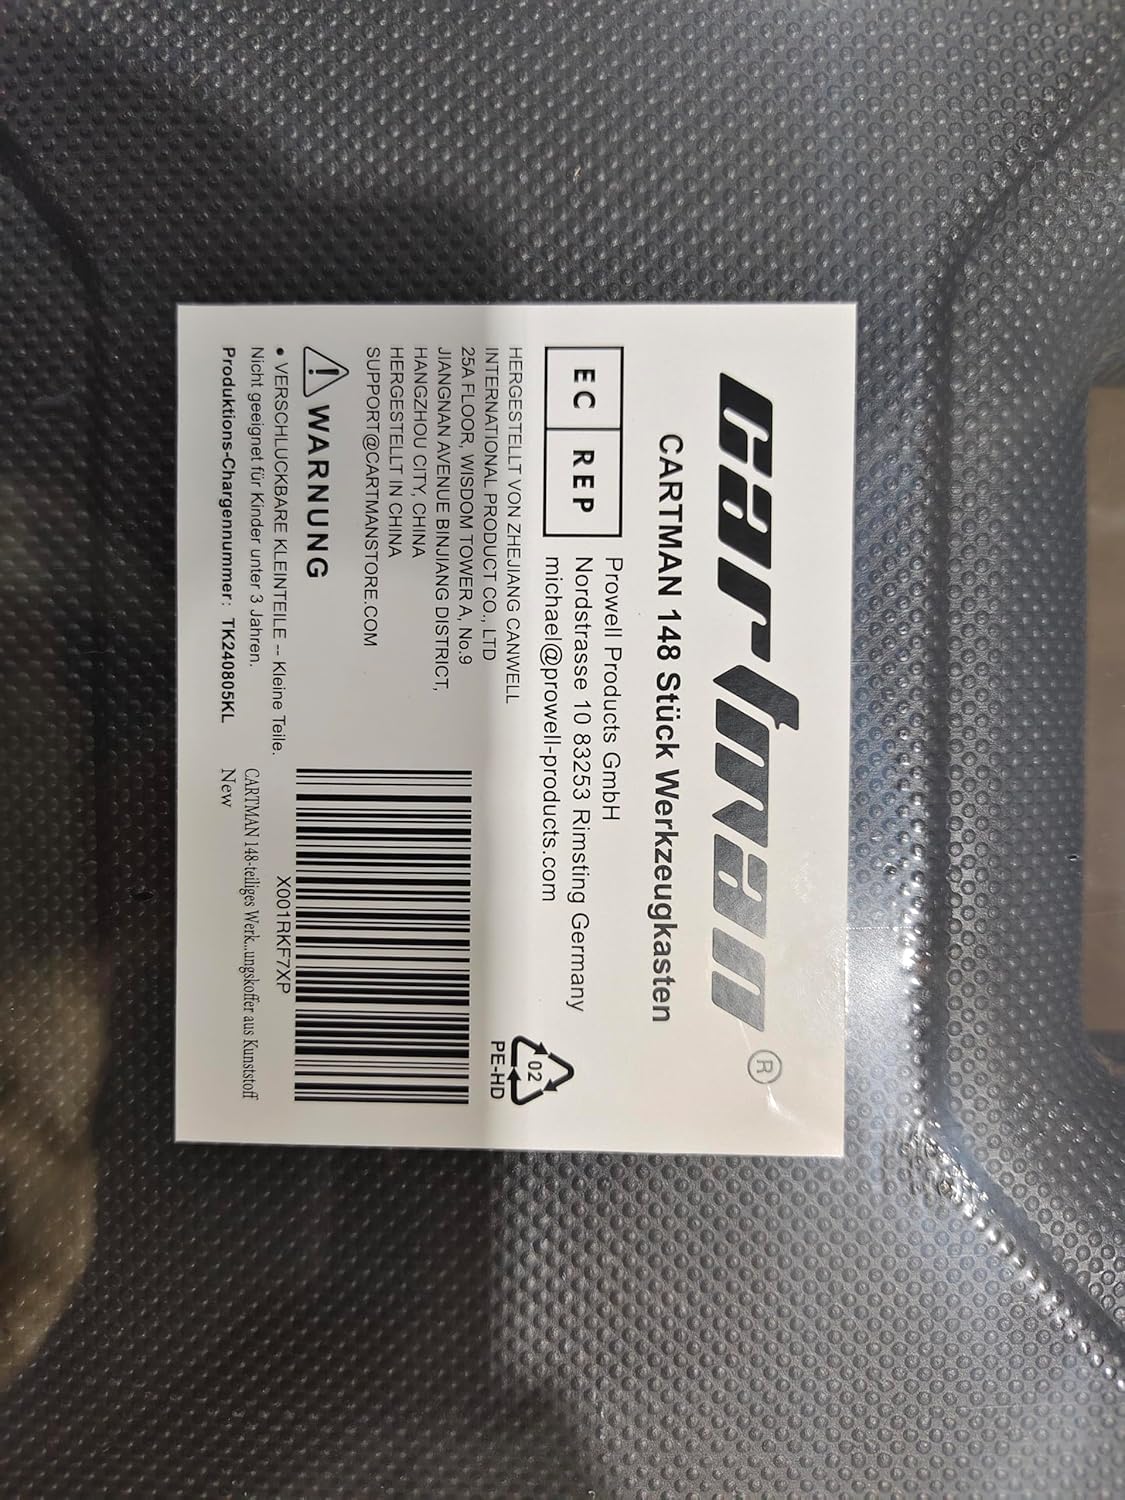 carman®
CARTMAN 148 Stück Werkzeugkasten
EC REP
Prowell Products GmbH
Nordstrasse 10 83253 Rimsting Germany
michael@prowell-products.com
HERGESTELLT VON ZHEJIANG CANWELL
INTERNATIONAL PRODUCT CO., LTD
25A FLOOR, WISDOM TOWER A, No.9
JIANGNAN AVENUE BINJIANG DISTRICT,
HANGZHOU CITY, CHINA
HERGESTELLT IN CHINA
SUPPORT@CARTMANSTORE.COM
02
PE-HD
WARNUNG
• VERSCHLUCKBARE KLEINTEILE -- Kleine Teile.
Nicht geeignet für Kinder unter 3 Jahren.
Produktions-Chargennummer: TK240805KL
X001RKF7XP
CARTMAN 148-teiliges Werk...ungskoffer aus Kunststoff
New